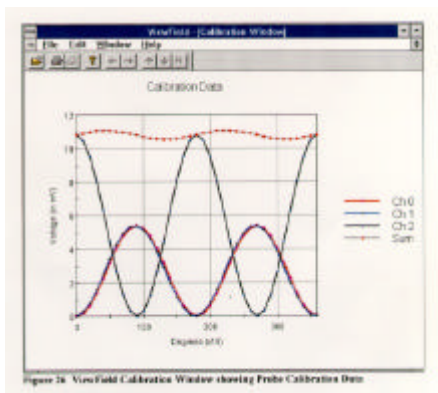 ViewField - [Calibration Window]
File Edit Window Help
Calibration Data
12
10
8
6
4
2
0
Voltage (in mV)
0 100 200 300
Degrees (of
Ch 0
Ch 1
Ch 2
Sum
Figure 26 ViewField Calibration Window showing Probe Calibration Data